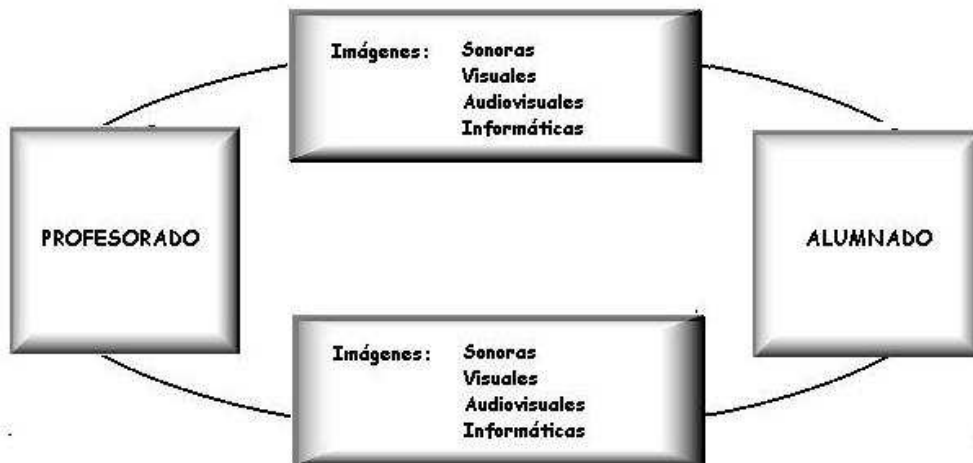 Imágenes: Sonoras
Visuales
Audiovisuales
Informáticas
PROFESORADO
ALUMNADO
Imágenes: Sonoras
Visuales
Audiovisuales
Informáticas